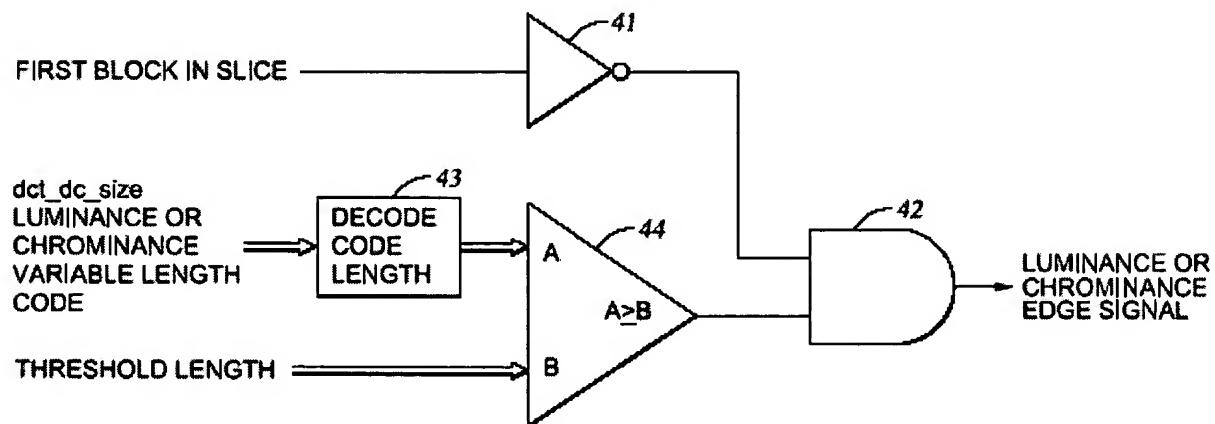 41
FIRST BLOCK IN SLICE
dct_dc_size
LUMINANCE OR
CHROMINANCE
VARIABLE LENGTH
CODE
43
DECODE
CODE
LENGTH
44
A
A≥B
B
THRESHOLD LENGTH
42
LUMINANCE OR
CHROMINANCE
EDGE SIGNAL